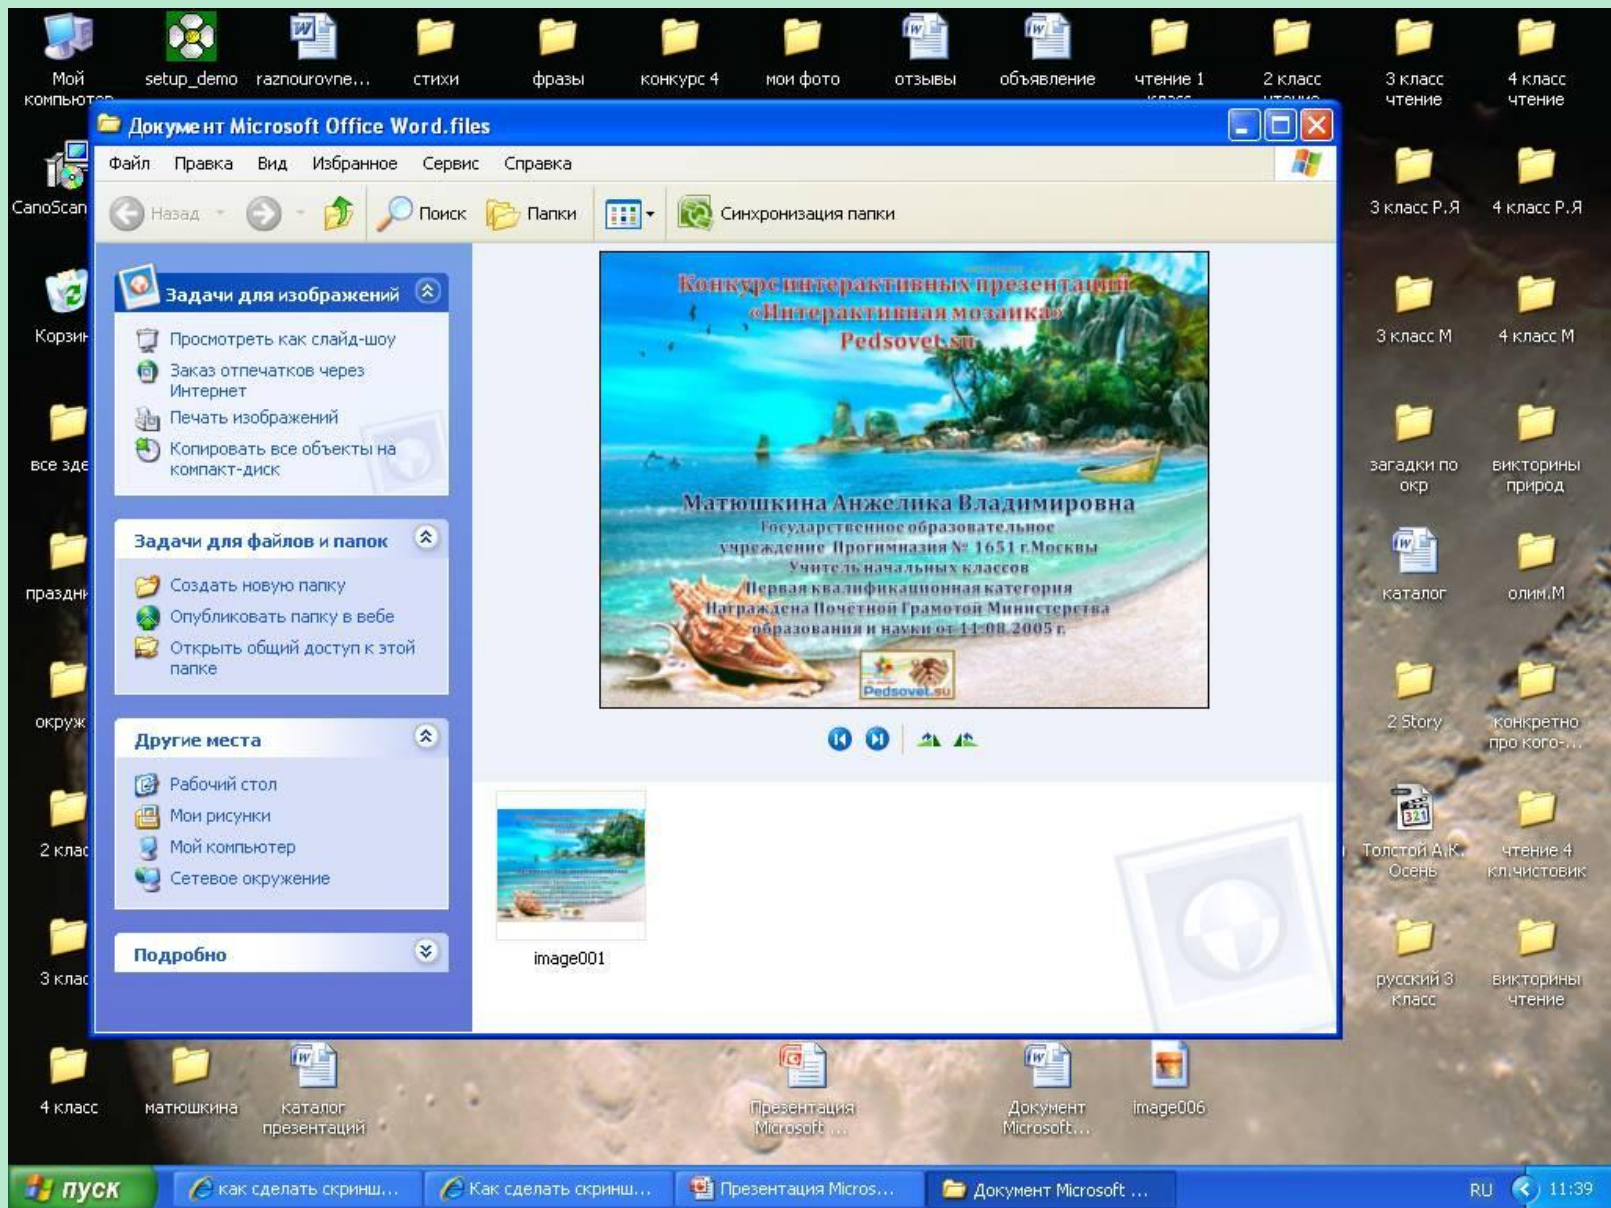 Мой
компьютер
setup_demo
raznourovne...
стихи
фразы
конкурс 4
мои фото
отзывы
объявление
чтение 1
класс
2 класс
чтение
3 класс
чтение
4 класс
чтение
Документ Microsoft Office Word.files
Файл Правка Вид Избранное Сервис Справка
Назад Поиск Папки Синхронизация папки
CanoScan
Корзин
все зде
праздн
окруж
2 клас
3 клас
Задачи для изображений
Просмотреть как слайд-шоу
Заказ отпечатков через
Интернет
Печать изображений
Копировать все объекты на
компакт-диск
Задачи для файлов и папок
Создать новую папку
Опубликовать папку в вебе
Открыть общий доступ к этой
папке
Другие места
Рабочий стол
Мои рисунки
Мой компьютер
Сетевое окружение
Подробно
Конкурс интерактивных презентаций
«Интерактивная мозаика»
Pedsovet.su
Матюшкина Анжелика Владимировна
Государственное образовательное
учреждение Прогимназия № 1651 г.Москвы
Учитель начальных классов
Первая квалификационная категория
Награждена Почётной Грамотой Министерства
образования и науки от 11.08.2005 г.
Pedsovet.su
image001
3 класс Р.Я
4 класс Р.Я
3 класс М
4 класс М
загадки по
окр
викторины
природ
каталог
олим.М
2 Story
конкретно
про кого-...
321
Толстой А.К.
Осень
чтение 4
кл.чистовик
русский 3
класс
викторины
чтение
4 класс
матюшкина
каталог
презентаций
Презентация
Microsoft ...
Документ
Microsoft...
image006
пуск
как сделать скринш...
Как сделать скринш...
Презентация Micros...
Документ Microsoft ...
RU
11:39